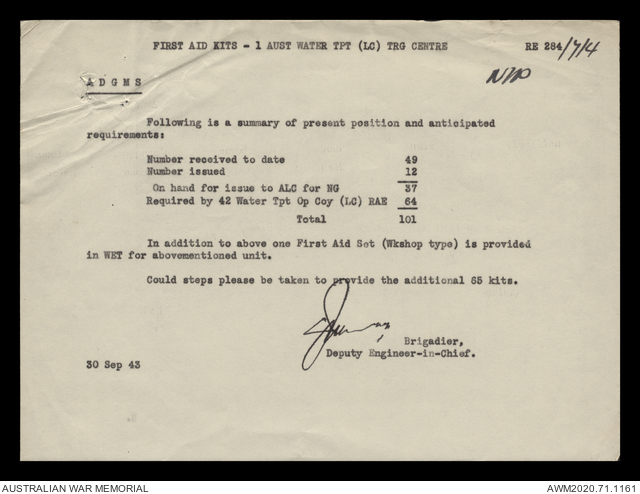 FIRST AID KITS - 1 AUST WATER TPT (LC) TRG CENTRE RE 284/7/4
ADGMS
Following is a summary of present position and anticipated
requirements:
Number received to date 49
Number issued 12
On hand for issue to ALC for NG 37
Required by 42 Water Tpt Op Coy (LC) RAE 64
Total 101
In addition to above one First Aid Set (Wkshop type) is provided
in WET for abovementioned unit.
Could steps please be taken to provide the additional 65 kits.
Brigadier,
Deputy Engineer-in-Chief.
30 Sep 43
AUSTRALIAN WAR MEMORIAL AWM2020.71.1161